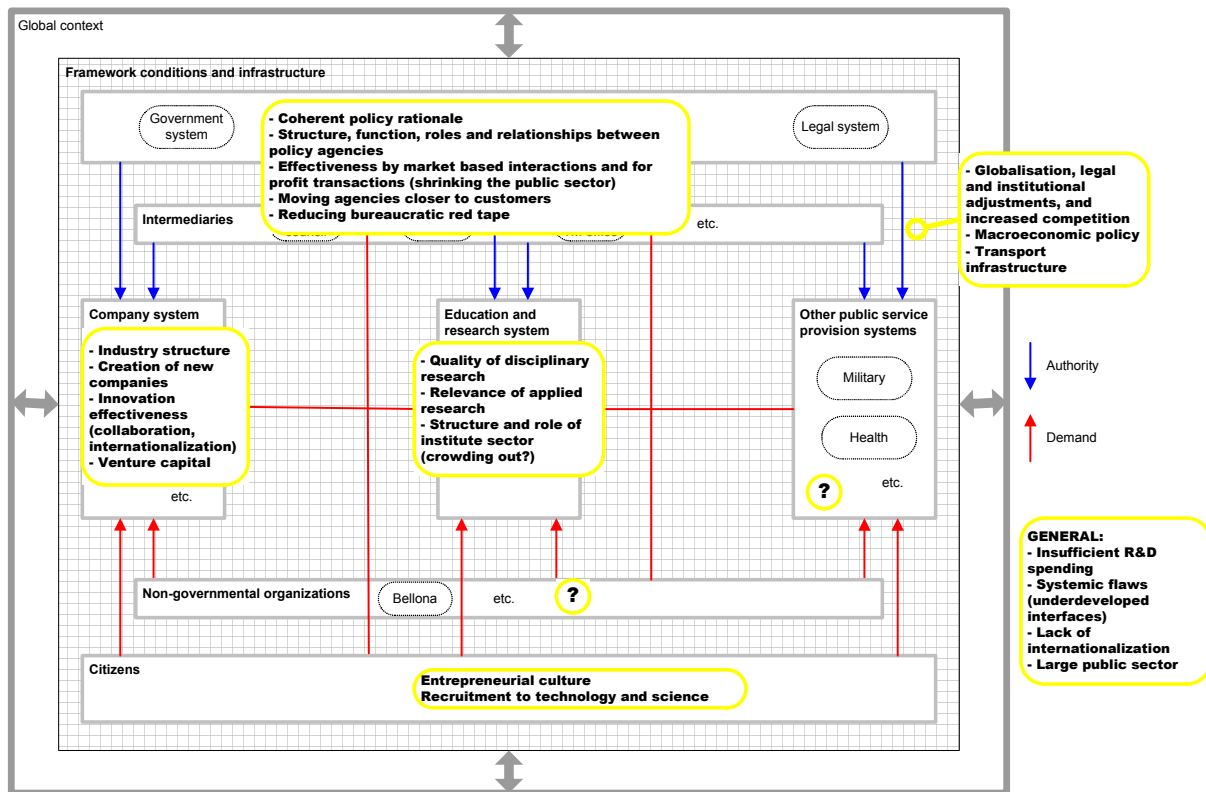 Global context
Framework conditions and infrastructure
Government
system
Legal system
- Coherent policy rationale
- Structure, function, roles and relationships between
policy agencies
- Effectiveness by market based interactions and for
profit transactions (shrinking the public sector)
- Moving agencies closer to customers
- Reducing bureaucratic red tape
- Globalisation, legal
and institutional
adjustments, and
increased competition
- Macroeconomic policy
- Transport
infrastructure
Intermediaries
etc.
Company system
- Industry structure
- Creation of new
companies
- Innovation
effectiveness
(collaboration,
internationalization)
- Venture capital
etc.
Education and
research system
- Quality of disciplinary
research
- Relevance of applied
research
- Structure and role of
institute sector
(crowding out?)
Other public service
provision systems
Military
Health
?
etc.
Authority
Demand
GENERAL:
- Insufficient R&D
spending
- Systemic flaws
(underdeveloped
interfaces)
- Lack of
internationalization
- Large public sector
Non-governmental organizations
Bellona
etc.
?
Citizens
Entrepreneurial culture
Recruitment to technology and science